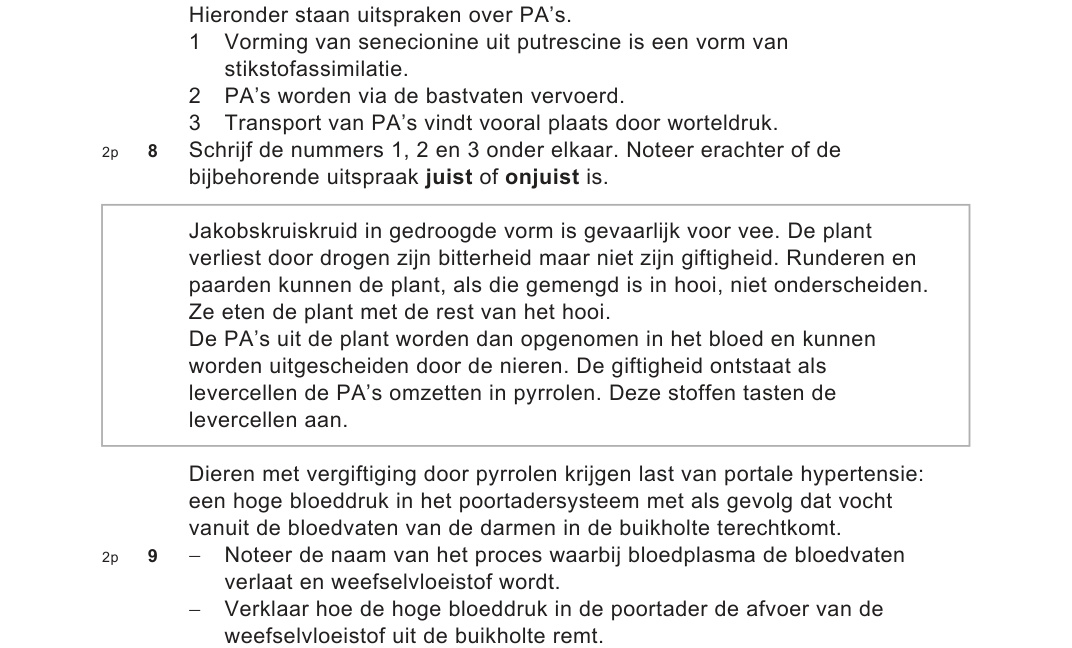 Hieronder staan uitspraken over PA's.
1 Vorming van senecionine uit putrescine is een vorm van
stikstofassimilatie.
2 PA's worden via de bastvaten vervoerd.
3 Transport van PA's vindt vooral plaats door worteldruk.
2p 8 Schrijf de nummers 1, 2 en 3 onder elkaar. Noteer erachter of de
bijbehorende uitspraak juist of onjuist is.
Jakobskruiskruid in gedroogde vorm is gevaarlijk voor vee. De plant
verliest door drogen zijn bitterheid maar niet zijn giftigheid. Runderen en
paarden kunnen de plant, als die gemengd is in hooi, niet onderscheiden.
Ze eten de plant met de rest van het hooi.
De PA's uit de plant worden dan opgenomen in het bloed en kunnen
worden uitgescheiden door de nieren. De giftigheid ontstaat als
levercellen de PA's omzetten in pyrrolen. Deze stoffen tasten de
levercellen aan.
Dieren met vergiftiging door pyrrolen krijgen last van portale hypertensie:
een hoge bloeddruk in het poortadersysteem met als gevolg dat vocht
vanuit de bloedvaten van de darmen in de buikholte terechtkomt.
2p 9 – Noteer de naam van het proces waarbij bloedplasma de bloedvaten
verlaat en weefselvloeistof wordt.
– Verklaar hoe de hoge bloeddruk in de poortader de afvoer van de
weefselvloeistof uit de buikholte remt.